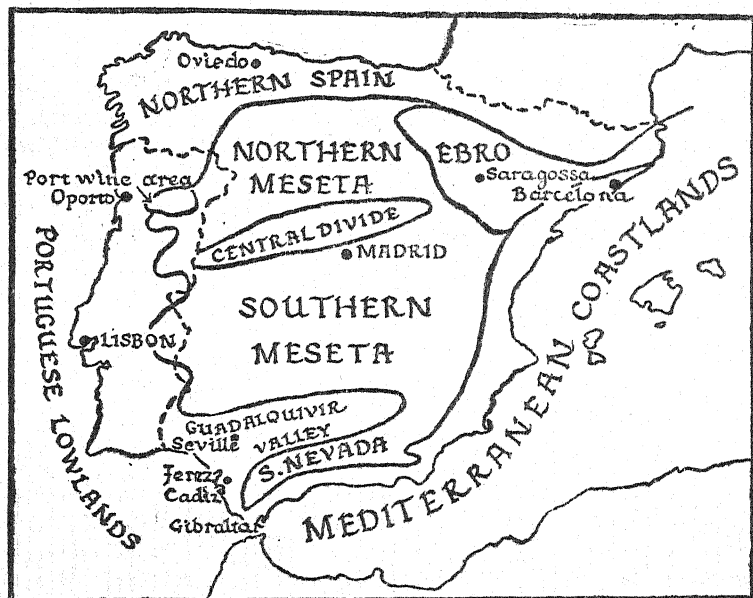 Oviedo
NORTHERN SPAIN
NORTHERN
MESETA
EBRO
Saragossa
Barcelona
Port wine area
Oporto
CENTRAL DIVIDE
MADRID
SOUTHERN
MESETA
LISBON
PORTUGUESE LOWLANDS
GUADALQUIVIR
VALLEY
Seville
S. NEVADA
Jerez
Cadiz
Gibraltar
MEDITERRANEAN COASTLANDS